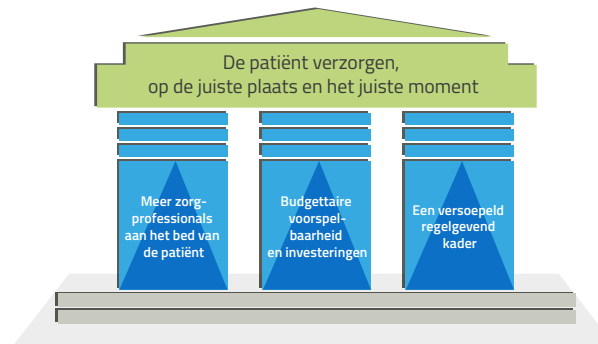 De patiënt verzorgen,
op de juiste plaats en het juiste moment
Meer zorg-
professionals
aan het bed van
de patiënt
Budgettaire
voorspel-
baarheid
en investeringen
Een versoepeld
regelgevend
kader